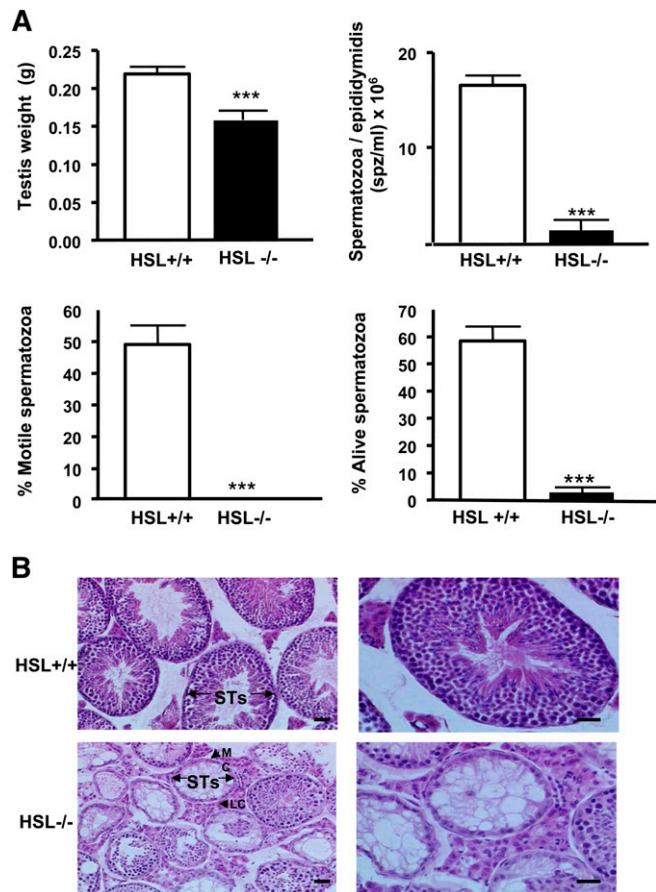 A
Testis weight (g)
0.25
0.20
0.15
0.10
0.05
0.00
***
HSL+/+ HSL -/-
Spermatozoa / epididymidis
(spz/ml) x 10⁶
20
10
***
HSL+/+ HSL-/-
% Motile spermatozoa
60
50
40
30
20
10
0
***
HSL+/+ HSL-/-
% Alive spermatozoa
70
60
50
40
30
20
10
0
***
HSL +/+ HSL-/-
B
HSL+/+
STs
HSL-/-
M
C
STs
LC